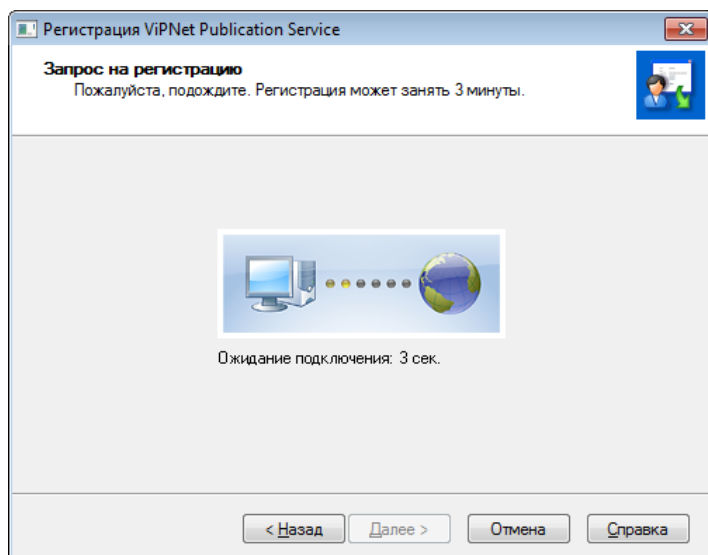 Регистрация ViPNet Publication Service
Запрос на регистрацию
Пожалуйста, подождите. Регистрация может занять 3 минуты.
Ожидание подключения: 3 сек.
< Назад Далее > Отмена Справка